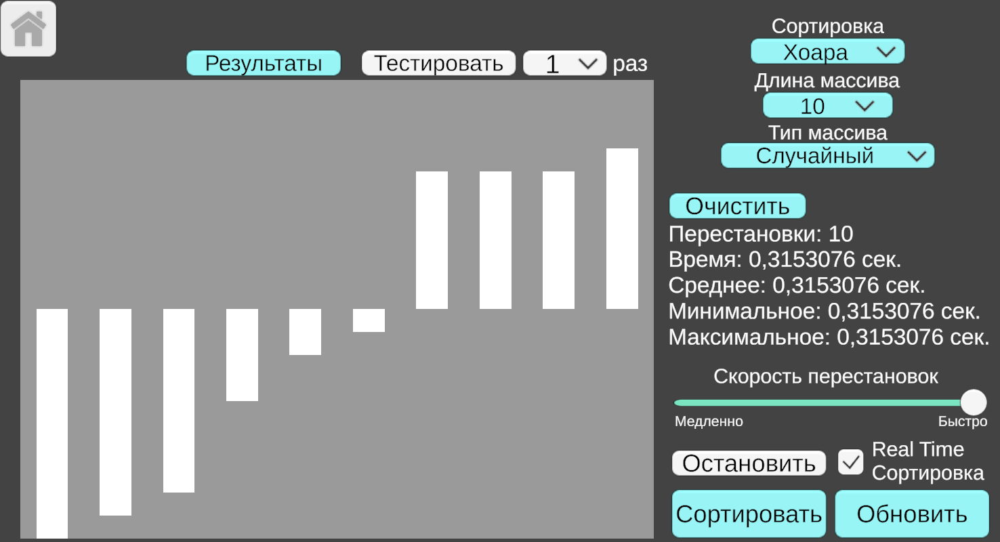 Результаты
Тестировать
1
раз
Сортировка
Хоара
Длина массива
10
Тип массива
Случайный
Очистить
Перестановки: 10
Время: 0,3153076 сек.
Среднее: 0,3153076 сек.
Минимальное: 0,3153076 сек.
Максимальное: 0,3153076 сек.
Скорость перестановок
Медленно
Быстро
Остановить
Real Time
Сортировка
Сортировать
Обновить